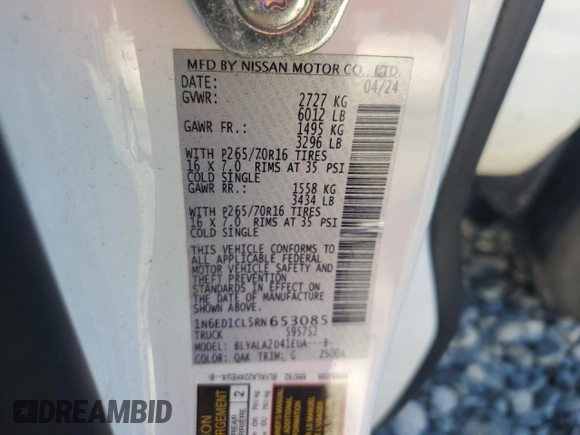 MFD BY NISSAN MOTOR CO., LTD.
DATE: 04/24
GVWR: 2727 KG
6012 LB
GAWR FR.: 1495 KG
3296 LB
WITH P265/70R16 TIRES
16 X 7.0 RIMS AT 35 PSI
COLD SINGLE
GAWR RR.: 1558 KG
3434 LB
WITH P265/70R16 TIRES
16 X 7.0 RIMS AT 35 PSI
COLD SINGLE
THIS VEHICLE CONFORMS TO
ALL APPLICABLE FEDERAL
MOTOR VEHICLE SAFETY AND
THEFT PREVENTION
STANDARDS IN EFFECT ON
THE DATE OF MANUFACTURE
SHOWN ABOVE.
1N6ED1CL5RN653085
TRUCK 595752
MODEL: BLYALA2D41EUA---B-
COLOR: QAK TRIM: G 2500A
REAR 2
DREAMBID